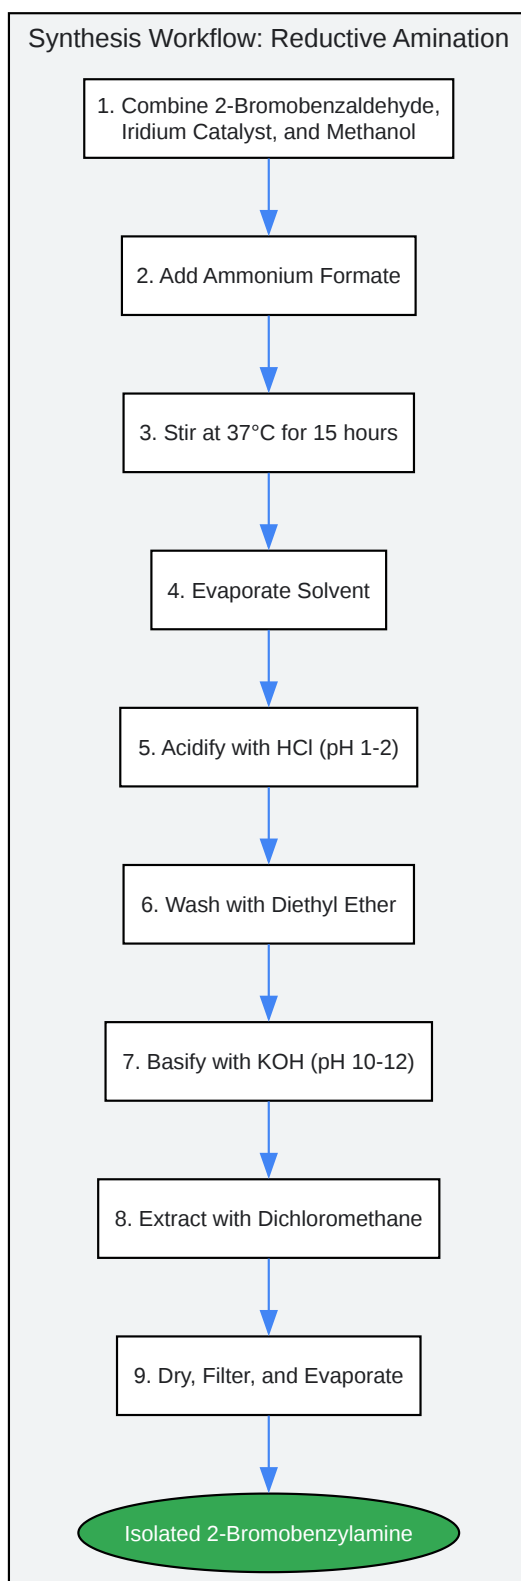 Synthesis Workflow: Reductive Amination
1. Combine 2-Bromobenzaldehyde,
Iridium Catalyst, and Methanol
2. Add Ammonium Formate
3. Stir at 37°C for 15 hours
4. Evaporate Solvent
5. Acidify with HCl (pH 1-2)
6. Wash with Diethyl Ether
7. Basify with KOH (pH 10-12)
8. Extract with Dichloromethane
9. Dry, Filter, and Evaporate
Isolated 2-Bromobenzylamine